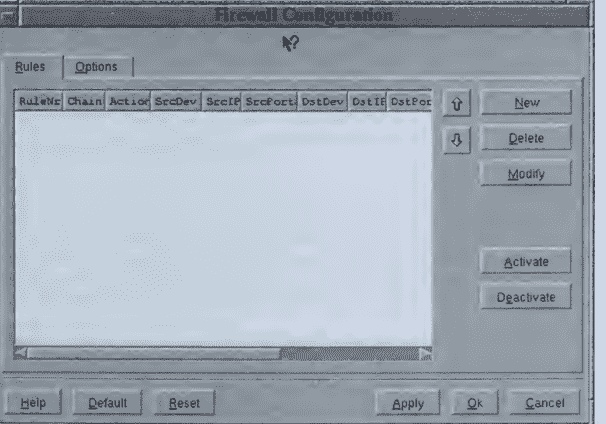 Firewall Configuration
?
Rules Options
RuleNr Chain Action SrcDev SrcIP SrcPort DstDev DstIP DstPor
New
Delete
Modify
Activate
Deactivate
Help Default Reset Apply Ok Cancel